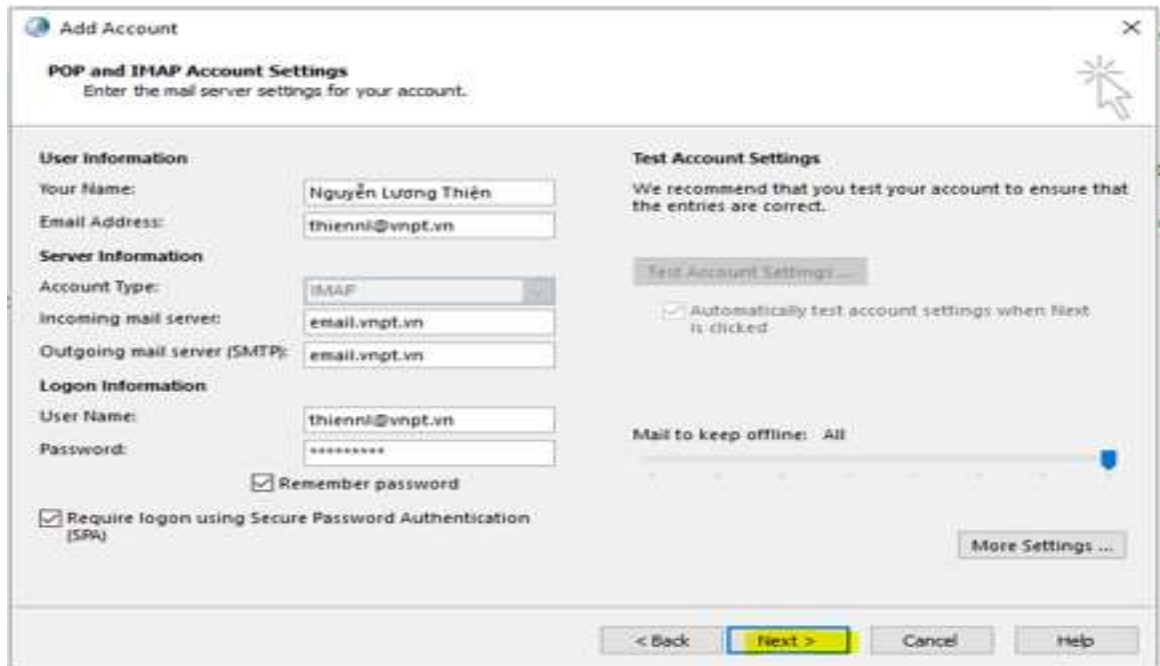 Add Account
POP and IMAP Account Settings
Enter the mail server settings for your account.
User Information
Your Name:
Nguyễn Lương Thiện
Email Address:
thiennl@vnpt.vn
Server Information
Account Type:
IMAP
Incoming mail server:
email.vnpt.vn
Outgoing mail server (SMTP):
email.vnpt.vn
Logon Information
User Name:
thiennl@vnpt.vn
Password:
*********
Remember password
Require logon using Secure Password Authentication
(SPA)
Test Account Settings
We recommend that you test your account to ensure that
the entries are correct.
Test Account Settings ...
Automatically test account settings when Next
is clicked
Mail to keep offline: All
More Settings ...
< Back
Next >
Cancel
Help